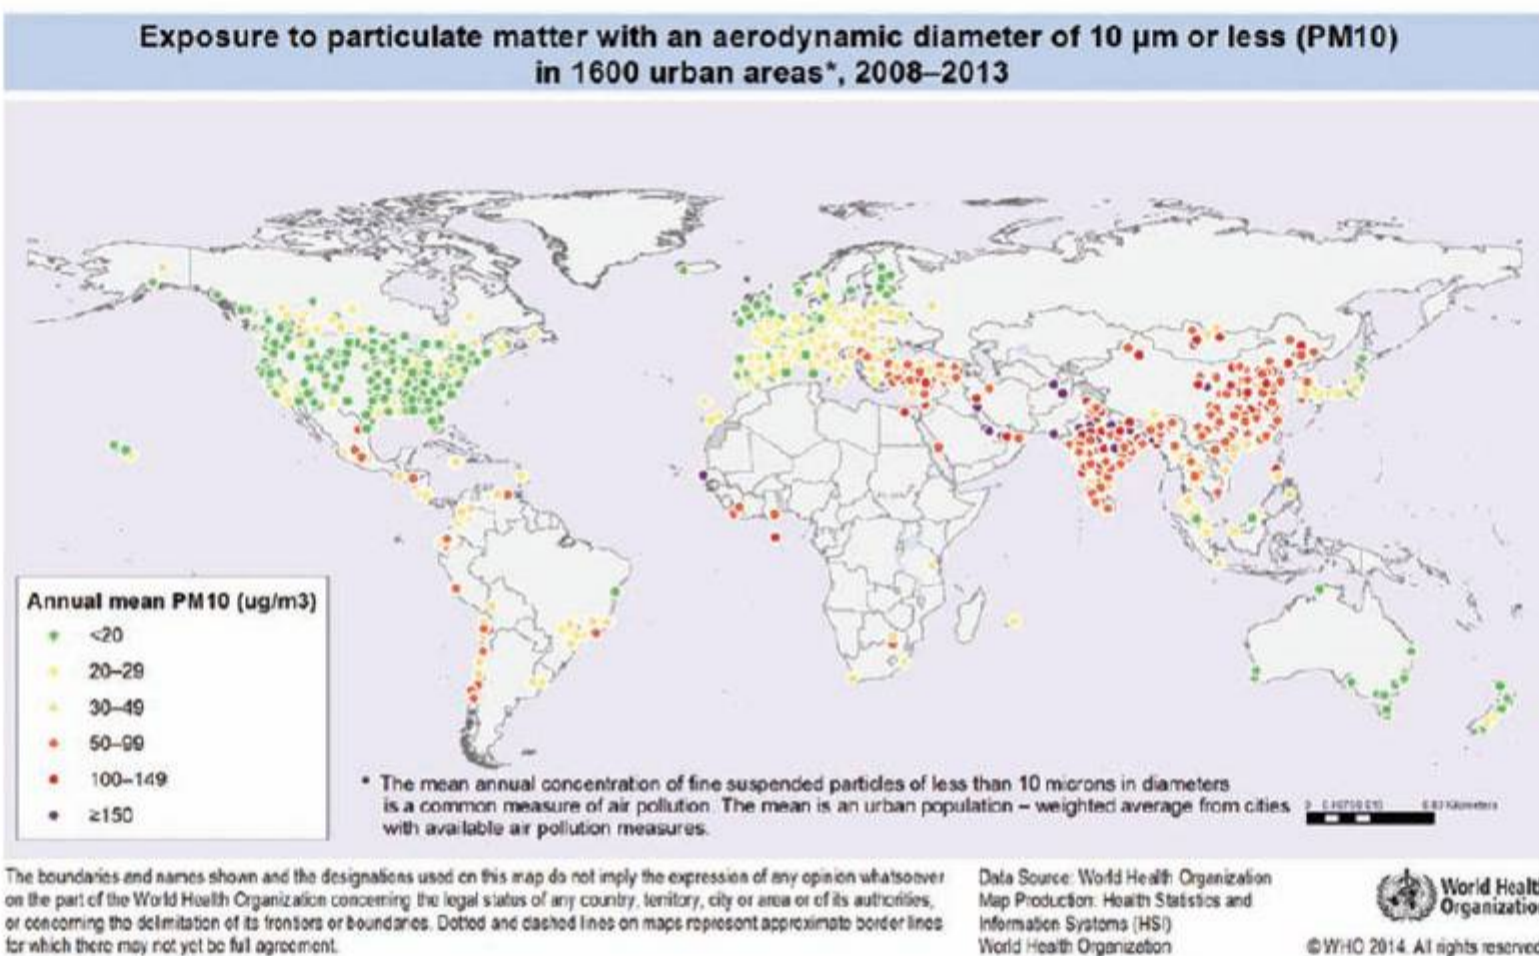 Exposure to particulate matter with an aerodynamic diameter of 10 µm or less (PM10)
in 1600 urban areas*, 2008–2013
Annual mean PM10 (ug/m3)
<20
20–29
30–49
50–99
100–149
≥150
* The mean annual concentration of fine suspended particles of less than 10 microns in diameters
is a common measure of air pollution. The mean is an urban population – weighted average from cities
with available air pollution measures.
Kilometers
The boundaries and names shown and the designations used on this map do not imply the expression of any opinion whatsoever
on the part of the World Health Organization concerning the legal status of any country, territory, city or area or of its authorities,
or concerning the delimitation of its frontiers or boundaries. Dotted and dashed lines on maps represent approximate border lines
for which there may not yet be full agreement.
Data Source: World Health Organization
Map Production: Health Statistics and
Information Systems (HSI)
World Health Organization
World Healt
Organizatio
© WHO 2014. All rights reserved